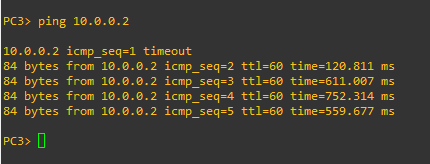 PC3> ping 10.0.0.2
10.0.0.2 icmp_seq=1 timeout
84 bytes from 10.0.0.2 icmp_seq=2 ttl=60 time=120.811 ms
84 bytes from 10.0.0.2 icmp_seq=3 ttl=60 time=611.007 ms
84 bytes from 10.0.0.2 icmp_seq=4 ttl=60 time=752.314 ms
84 bytes from 10.0.0.2 icmp_seq=5 ttl=60 time=559.677 ms
PC3>